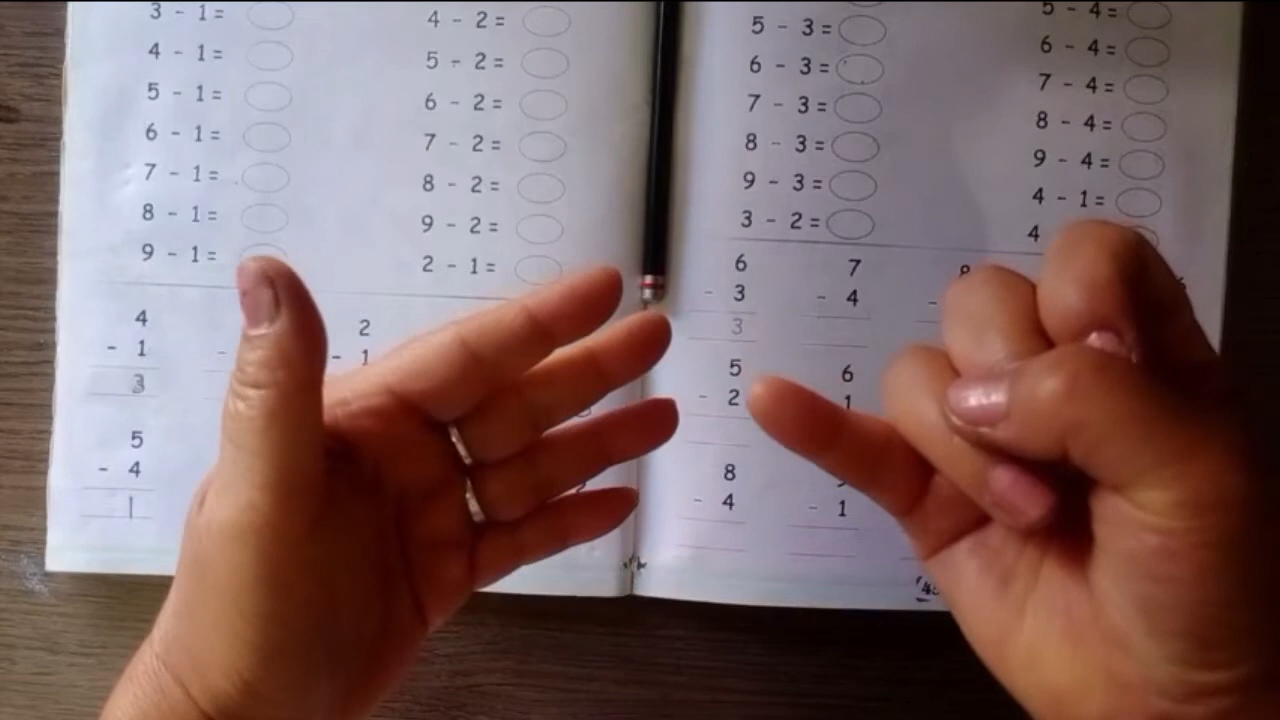 3 - 1 =
4 - 1 =
5 - 1 =
6 - 1 =
7 - 1 =
8 - 1 =
9 - 1 =
4 - 2 =
5 - 2 =
6 - 2 =
7 - 2 =
8 - 2 =
9 - 2 =
2 - 1 =
4
- 1
3
2
- 1
5
- 4
1
5 - 3 =
6 - 3 =
7 - 3 =
8 - 3 =
9 - 3 =
3 - 2 =
5 - 4 =
6 - 4 =
7 - 4 =
8 - 4 =
9 - 4 =
4 - 1 =
4
6
- 3
3
7
- 4
5
- 2
6
1
8
- 4
- 1